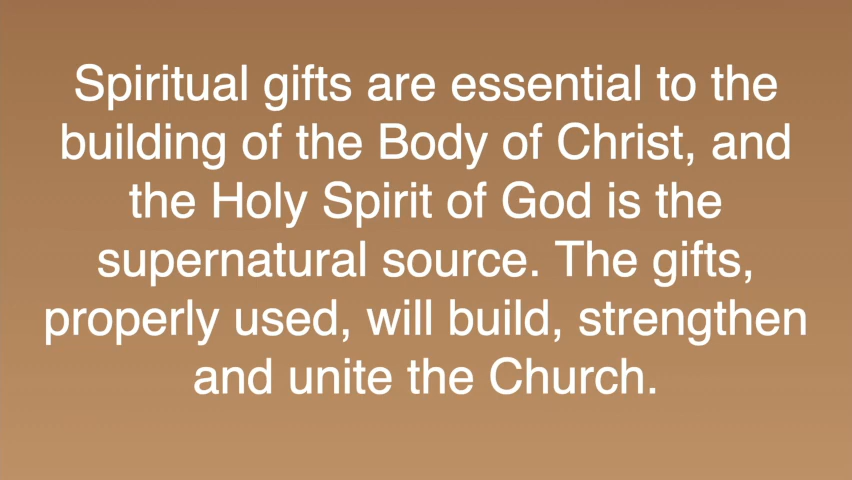 Spiritual gifts are essential to the
building of the Body of Christ, and
the Holy Spirit of God is the
supernatural source. The gifts,
properly used, will build, strengthen
and unite the Church.